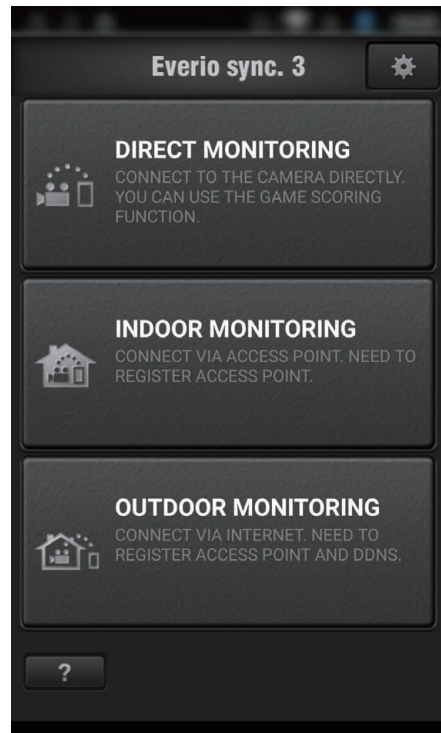 Everio sync. 3
DIRECT MONITORING
CONNECT TO THE CAMERA DIRECTLY.
YOU CAN USE THE GAME SCORING
FUNCTION.
INDOOR MONITORING
CONNECT VIA ACCESS POINT. NEED TO
REGISTER ACCESS POINT.
OUTDOOR MONITORING
CONNECT VIA INTERNET. NEED TO
REGISTER ACCESS POINT AND DDNS.
?